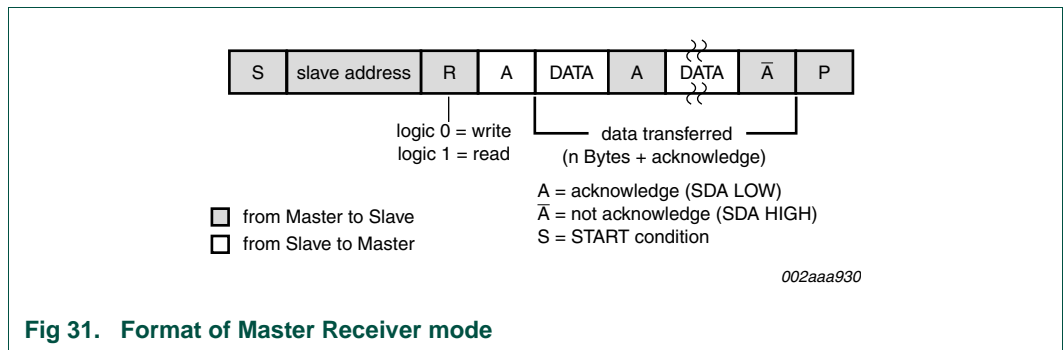 S slave address R A DATA A DATA A̅ P
logic 0 = write
logic 1 = read
data transferred
(n Bytes + acknowledge)
A = acknowledge (SDA LOW)
A̅ = not acknowledge (SDA HIGH)
S = START condition
from Master to Slave
from Slave to Master
002aaa930
Fig 31. Format of Master Receiver mode